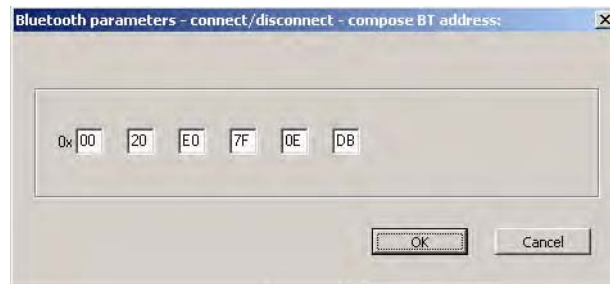 Bluetooth parameters - connect/disconnect - compose BT address:
0x 00 20 E0 7F 0E DB
OK Cancel